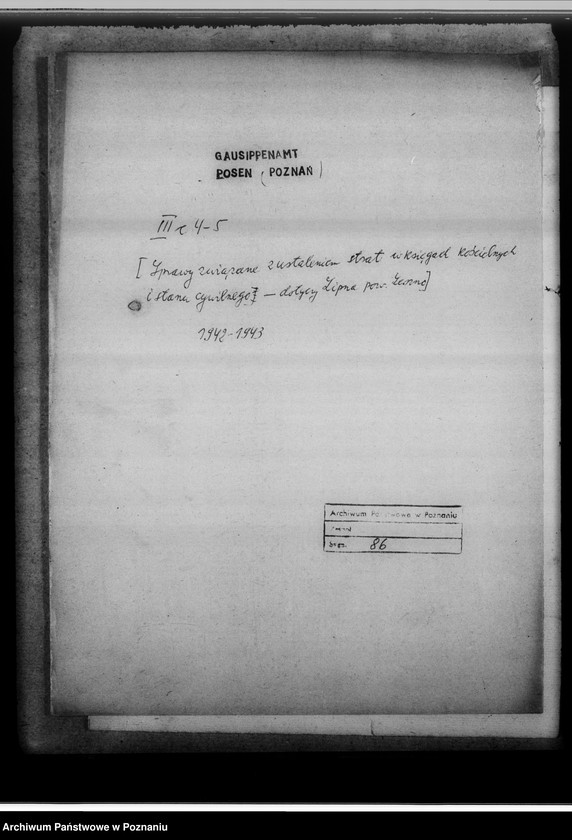 GAUSIPPENAMT
POSEN (POZNAŃ)
III c 4-5
[Sprawy związane z ustaleniem strat w księgach kościelnych
i stanu cywilnego] — dotyczy Lipna pow. Leszno]
1942-1943
Archiwum Państwowe w Poznaniu
86
Archiwum Państwowe w Poznaniu